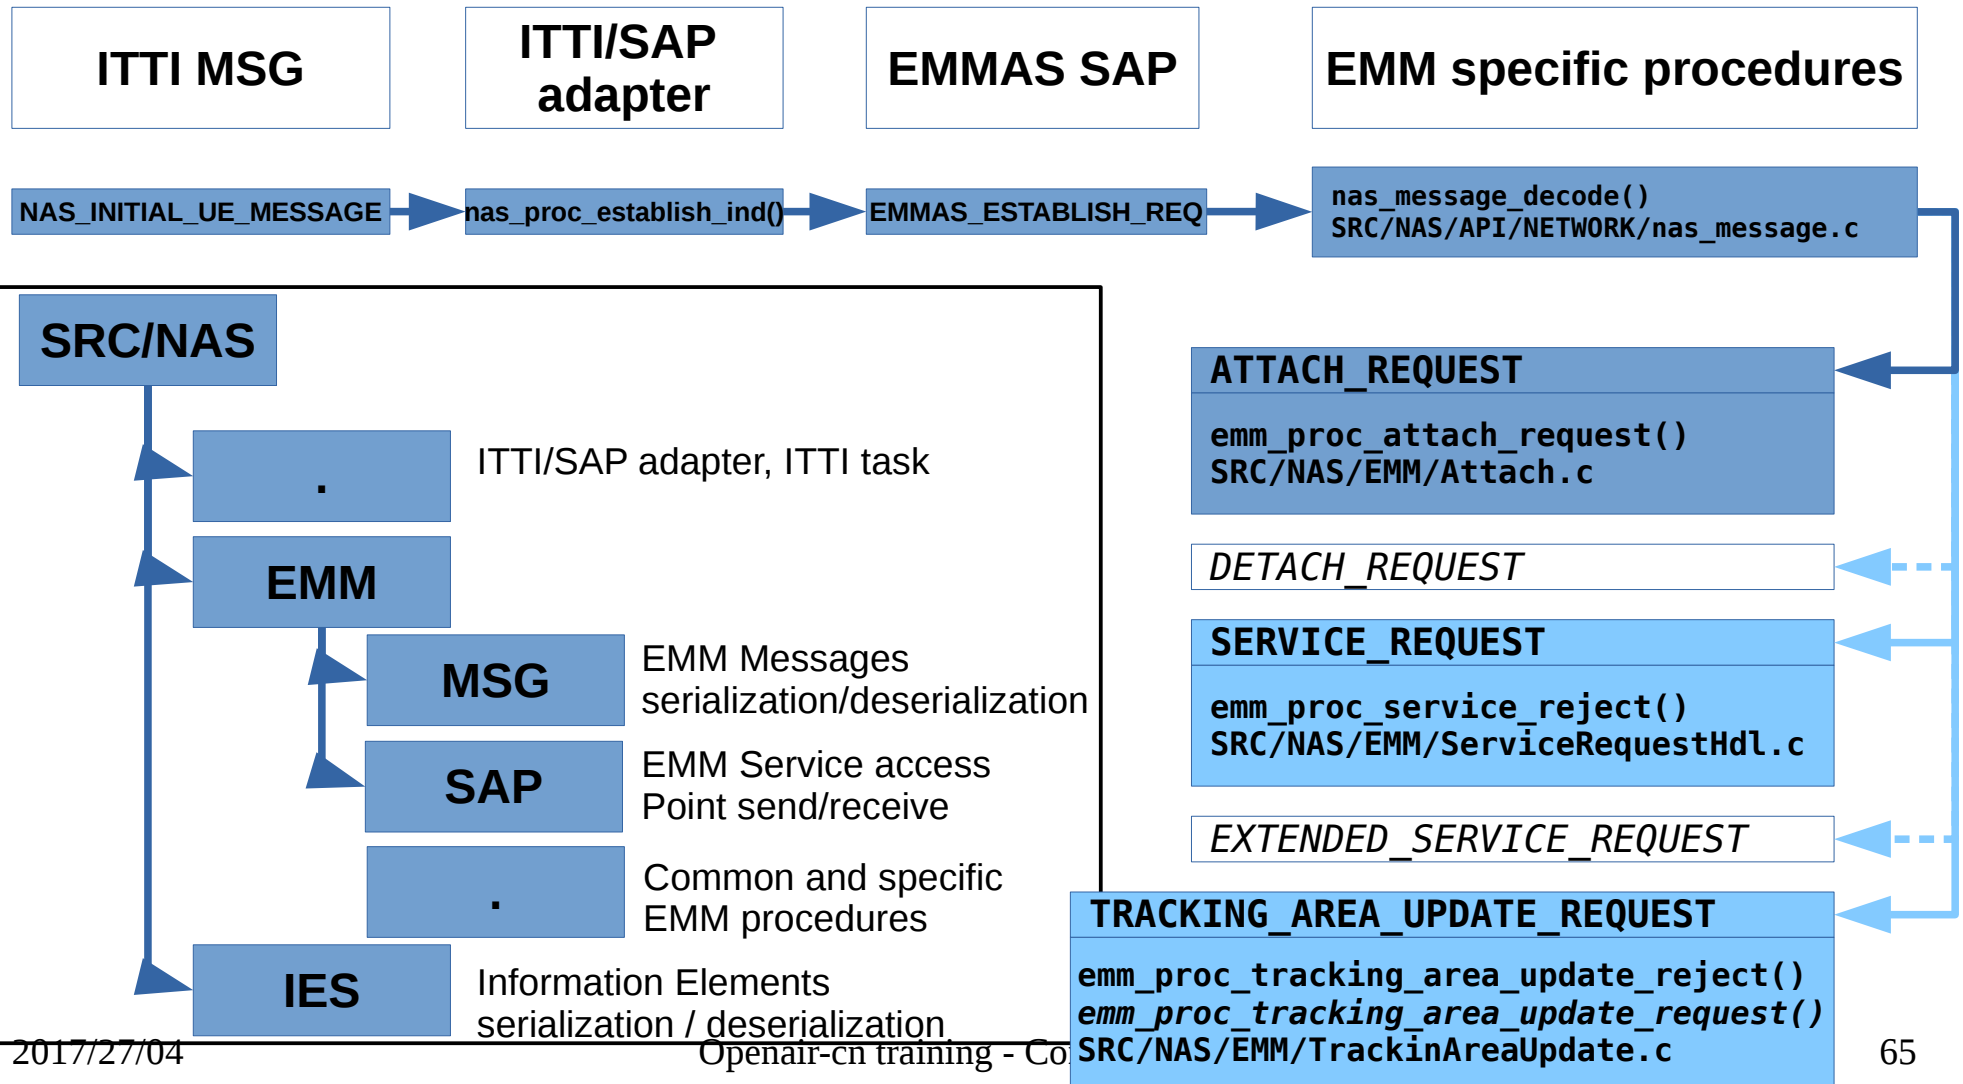 ITTI MSG
ITTI/SAP
adapter
EMMAS SAP
EMM specific procedures
NAS_INITIAL_UE_MESSAGE
nas_proc_establish_ind()
EMMAS_ESTABLISH_REQ
nas_message_decode()
SRC/NAS/API/NETWORK/nas_message.c
SRC/NAS
.
ITTI/SAP adapter, ITTI task
EMM
MSG
EMM Messages
serialization/deserialization
SAP
EMM Service access
Point send/receive
.
Common and specific
EMM procedures
IES
Information Elements
serialization / deserialization
ATTACH_REQUEST
emm_proc_attach_request()
SRC/NAS/EMM/Attach.c
DETACH_REQUEST
SERVICE_REQUEST
emm_proc_service_reject()
SRC/NAS/EMM/ServiceRequestHdl.c
EXTENDED_SERVICE_REQUEST
TRACKING_AREA_UPDATE_REQUEST
emm_proc_tracking_area_update_reject()
emm_proc_tracking_area_update_request()
SRC/NAS/EMM/TrackinAreaUpdate.c
2017/27/04
Openair-cn training -
65